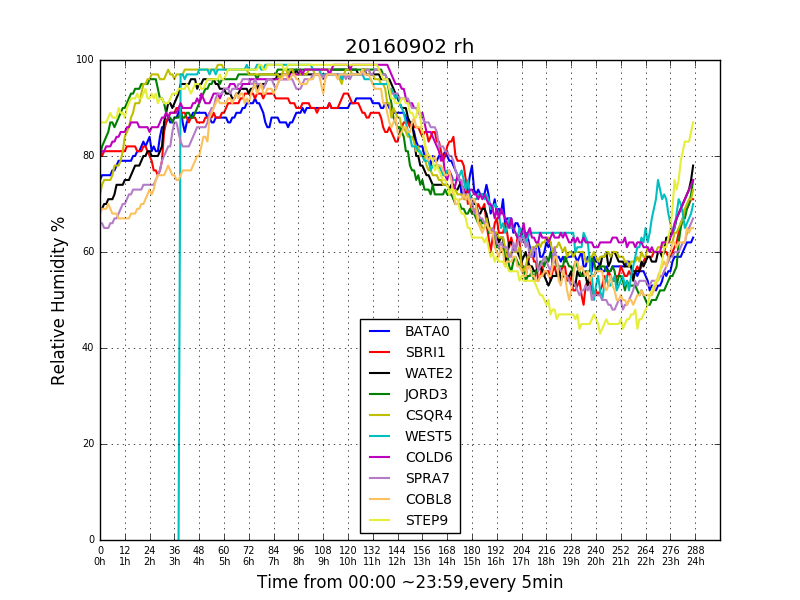 20160902 rh
100
80
60
40
20
0
Relative Humidity %
BATA0
SBRI1
WATE2
JORD3
CSQR4
WEST5
COLD6
SPRA7
COBL8
STEP9
0 12 24 36 48 60 72 84 96 108 120 132 144 156 168 180 192 204 216 228 240 252 264 276 288
0h 1h 2h 3h 4h 5h 6h 7h 8h 9h 10h 11h 12h 13h 14h 15h 16h 17h 18h 19h 20h 21h 22h 23h 24h
Time from 00:00 ~23:59,every 5min